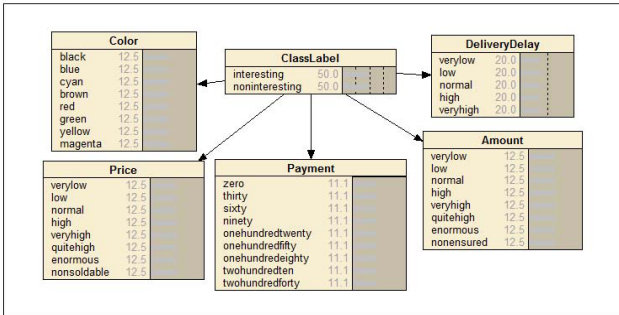 Color
black 12.5
blue 12.5
cyan 12.5
brown 12.5
red 12.5
green 12.5
yellow 12.5
magenta 12.5
ClassLabel
interesting 50.0
noninteresting 50.0
DeliveryDelay
verylow 20.0
low 20.0
normal 20.0
high 20.0
veryhigh 20.0
Price
verylow 12.5
low 12.5
normal 12.5
high 12.5
veryhigh 12.5
quitehigh 12.5
enormous 12.5
nonsoldable 12.5
Payment
zero 11.1
thirty 11.1
sixty 11.1
ninety 11.1
onehundredtwenty 11.1
onehundredfifty 11.1
onehundredeighty 11.1
twohundredten 11.1
twohundredforty 11.1
Amount
verylow 12.5
low 12.5
normal 12.5
high 12.5
veryhigh 12.5
quitehigh 12.5
enormous 12.5
nonensured 12.5